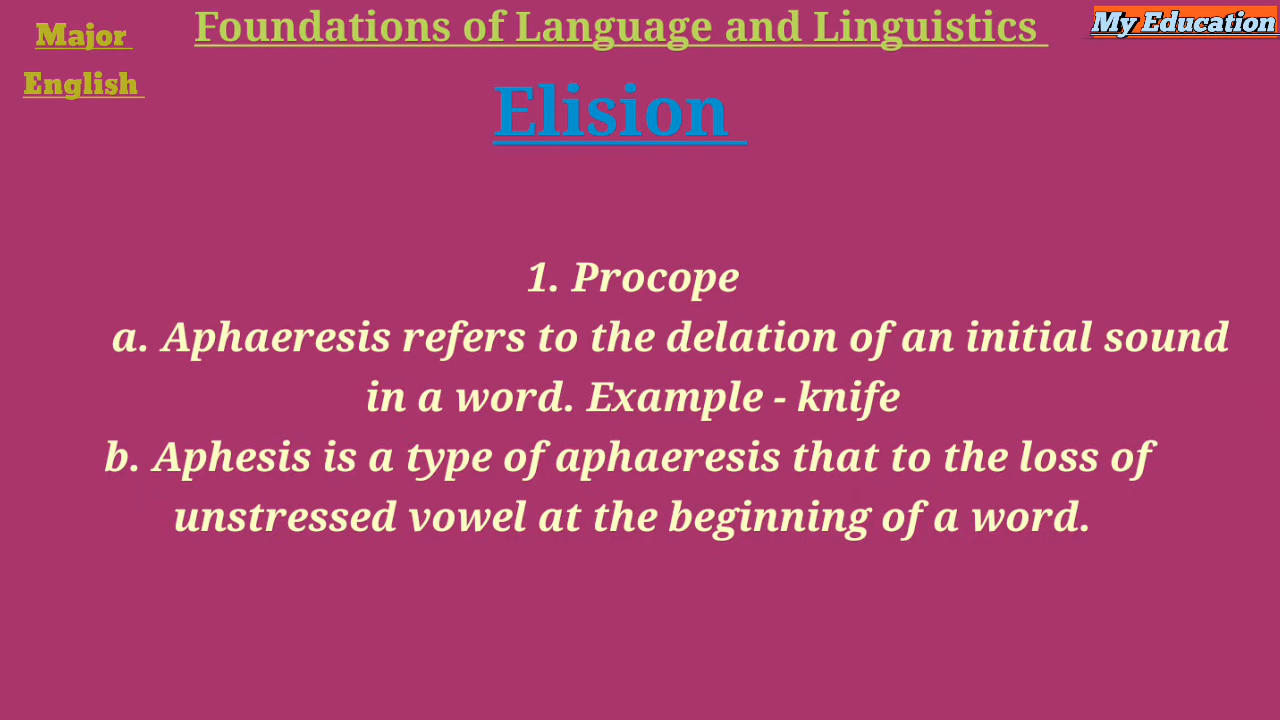 Major
English
Foundations of Language and Linguistics
My Education
Elision
1. Procope
a. Aphaeresis refers to the delation of an initial sound
in a word. Example - knife
b. Aphesis is a type of aphaeresis that to the loss of
unstressed vowel at the beginning of a word.